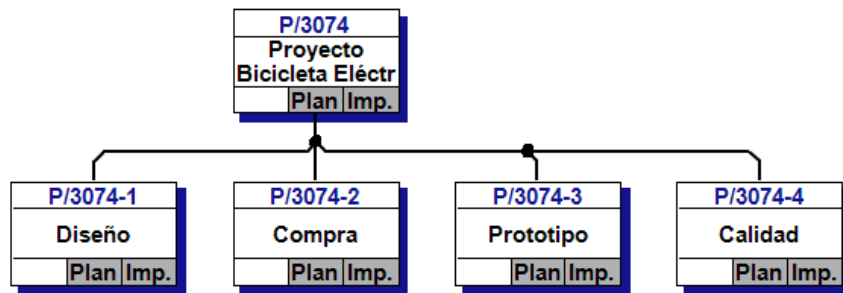 P/3074
Proyecto
Bicicleta Eléctr
Plan Imp.
P/3074-1
Diseño
Plan Imp.
P/3074-2
Compra
Plan Imp.
P/3074-3
Prototipo
Plan Imp.
P/3074-4
Calidad
Plan Imp.